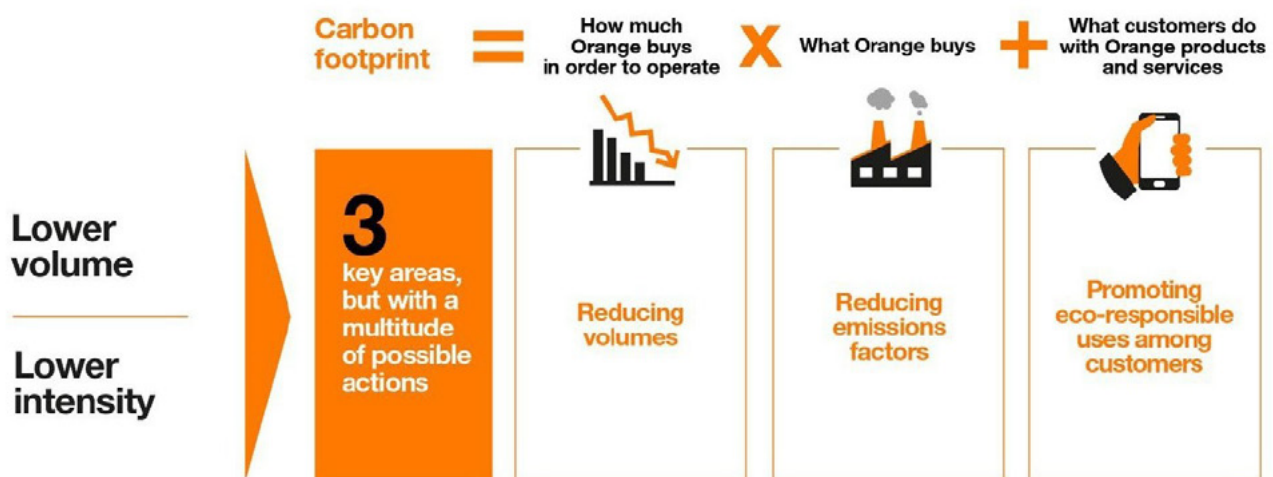 Carbon
footprint
=
How much
Orange buys
in order to operate
X
What Orange buys
+
What customers do
with Orange products
and services
Lower
volume
Lower
intensity
3
key areas,
but with a
multitude
of possible
actions
Reducing
volumes
Reducing
emissions
factors
Promoting
eco-responsible
uses among
customers